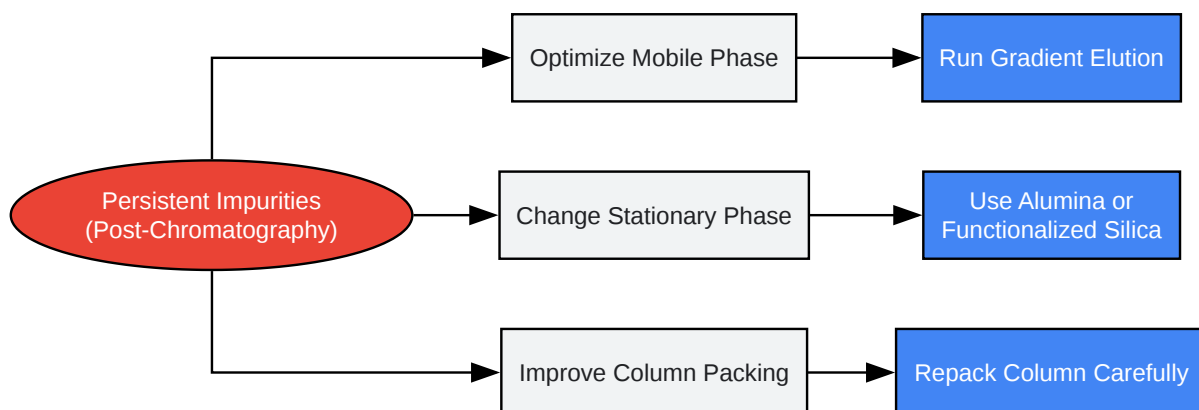 Optimize Mobile Phase
Run Gradient Elution
Persistent Impurities
(Post-Chromatography)
Change Stationary Phase
Use Alumina or
Functionalized Silica
Improve Column Packing
Repack Column Carefully